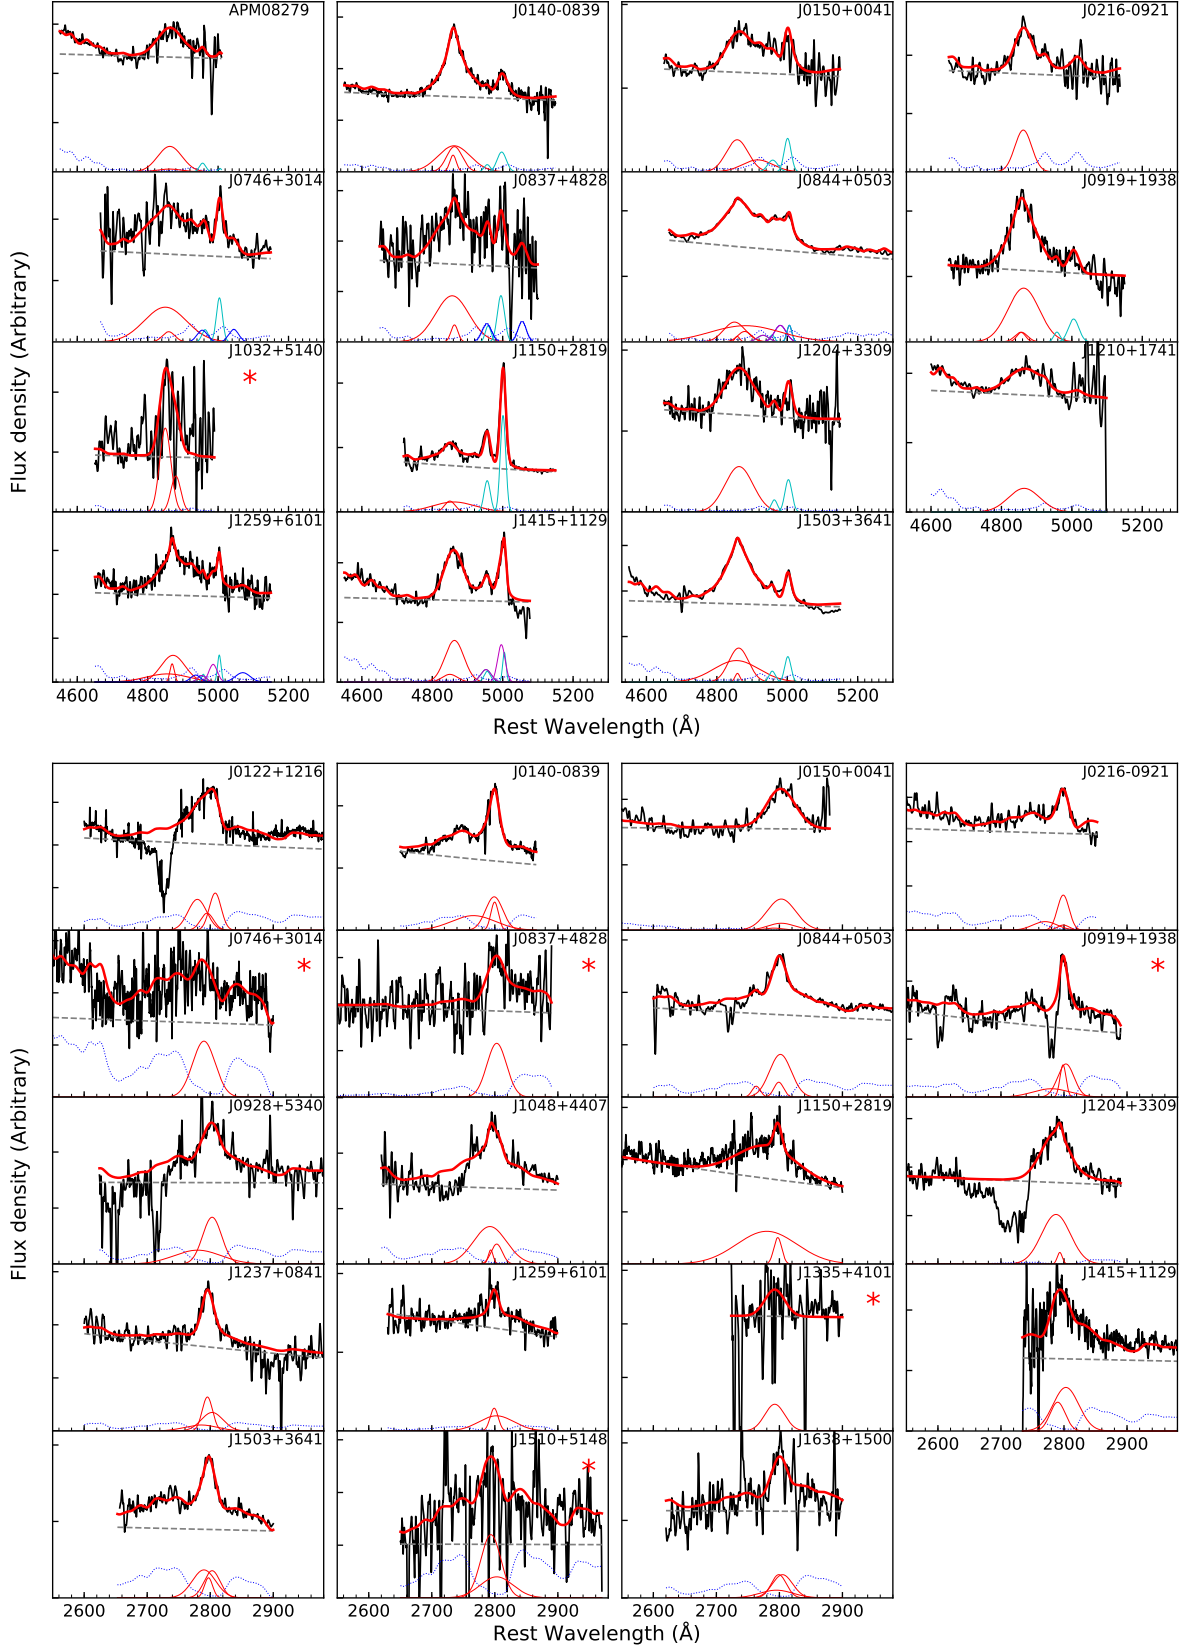 APM08279 J0140-0839 J0150+0041 J0216-0921
J0746+3014 J0837+4828 J0844+0503 J0919+1938
J1032+5140 J1150+2819 J1204+3309 J1210+1741
*
4600 4800 5000 5200
J1259+6101 J1415+1129 J1503+3641
4600 4800 5000 5200 4600 4800 5000 5200 4600 4800 5000 5200
Flux density (Arbitrary)
Rest Wavelength (Å)
J0122+1216 J0140-0839 J0150+0041 J0216-0921
J0746+3014 J0837+4828 J0844+0503 J0919+1938
* * *
J0928+5340 J1048+4407 J1150+2819 J1204+3309
J1237+0841 J1259+6101 J1335+4101 J1415+1129
*
2600 2700 2800 2900
J1503+3641 J1510+5148 J1638+1500
*
2600 2700 2800 2900 2600 2700 2800 2900 2600 2700 2800 2900
Flux density (Arbitrary)
Rest Wavelength (Å)